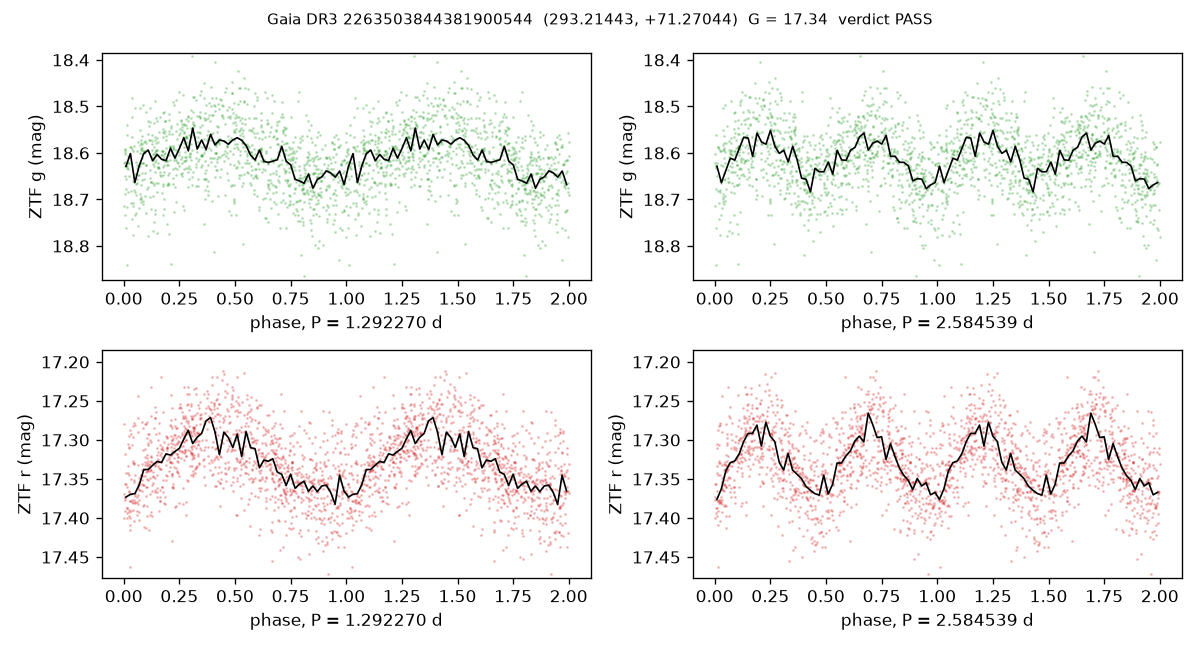 Gaia DR3 2263503844381900544 (293.21443, +71.27044) G = 17.34 verdict PASS
ZTF g (mag)
18.4
18.5
18.6
18.7
18.8
0.00 0.25 0.50 0.75 1.00 1.25 1.50 1.75 2.00
phase, P = 1.292270 d
ZTF g (mag)
18.4
18.5
18.6
18.7
18.8
0.00 0.25 0.50 0.75 1.00 1.25 1.50 1.75 2.00
phase, P = 2.584539 d
ZTF r (mag)
17.20
17.25
17.30
17.35
17.40
17.45
0.00 0.25 0.50 0.75 1.00 1.25 1.50 1.75 2.00
phase, P = 1.292270 d
ZTF r (mag)
17.20
17.25
17.30
17.35
17.40
17.45
0.00 0.25 0.50 0.75 1.00 1.25 1.50 1.75 2.00
phase, P = 2.584539 d